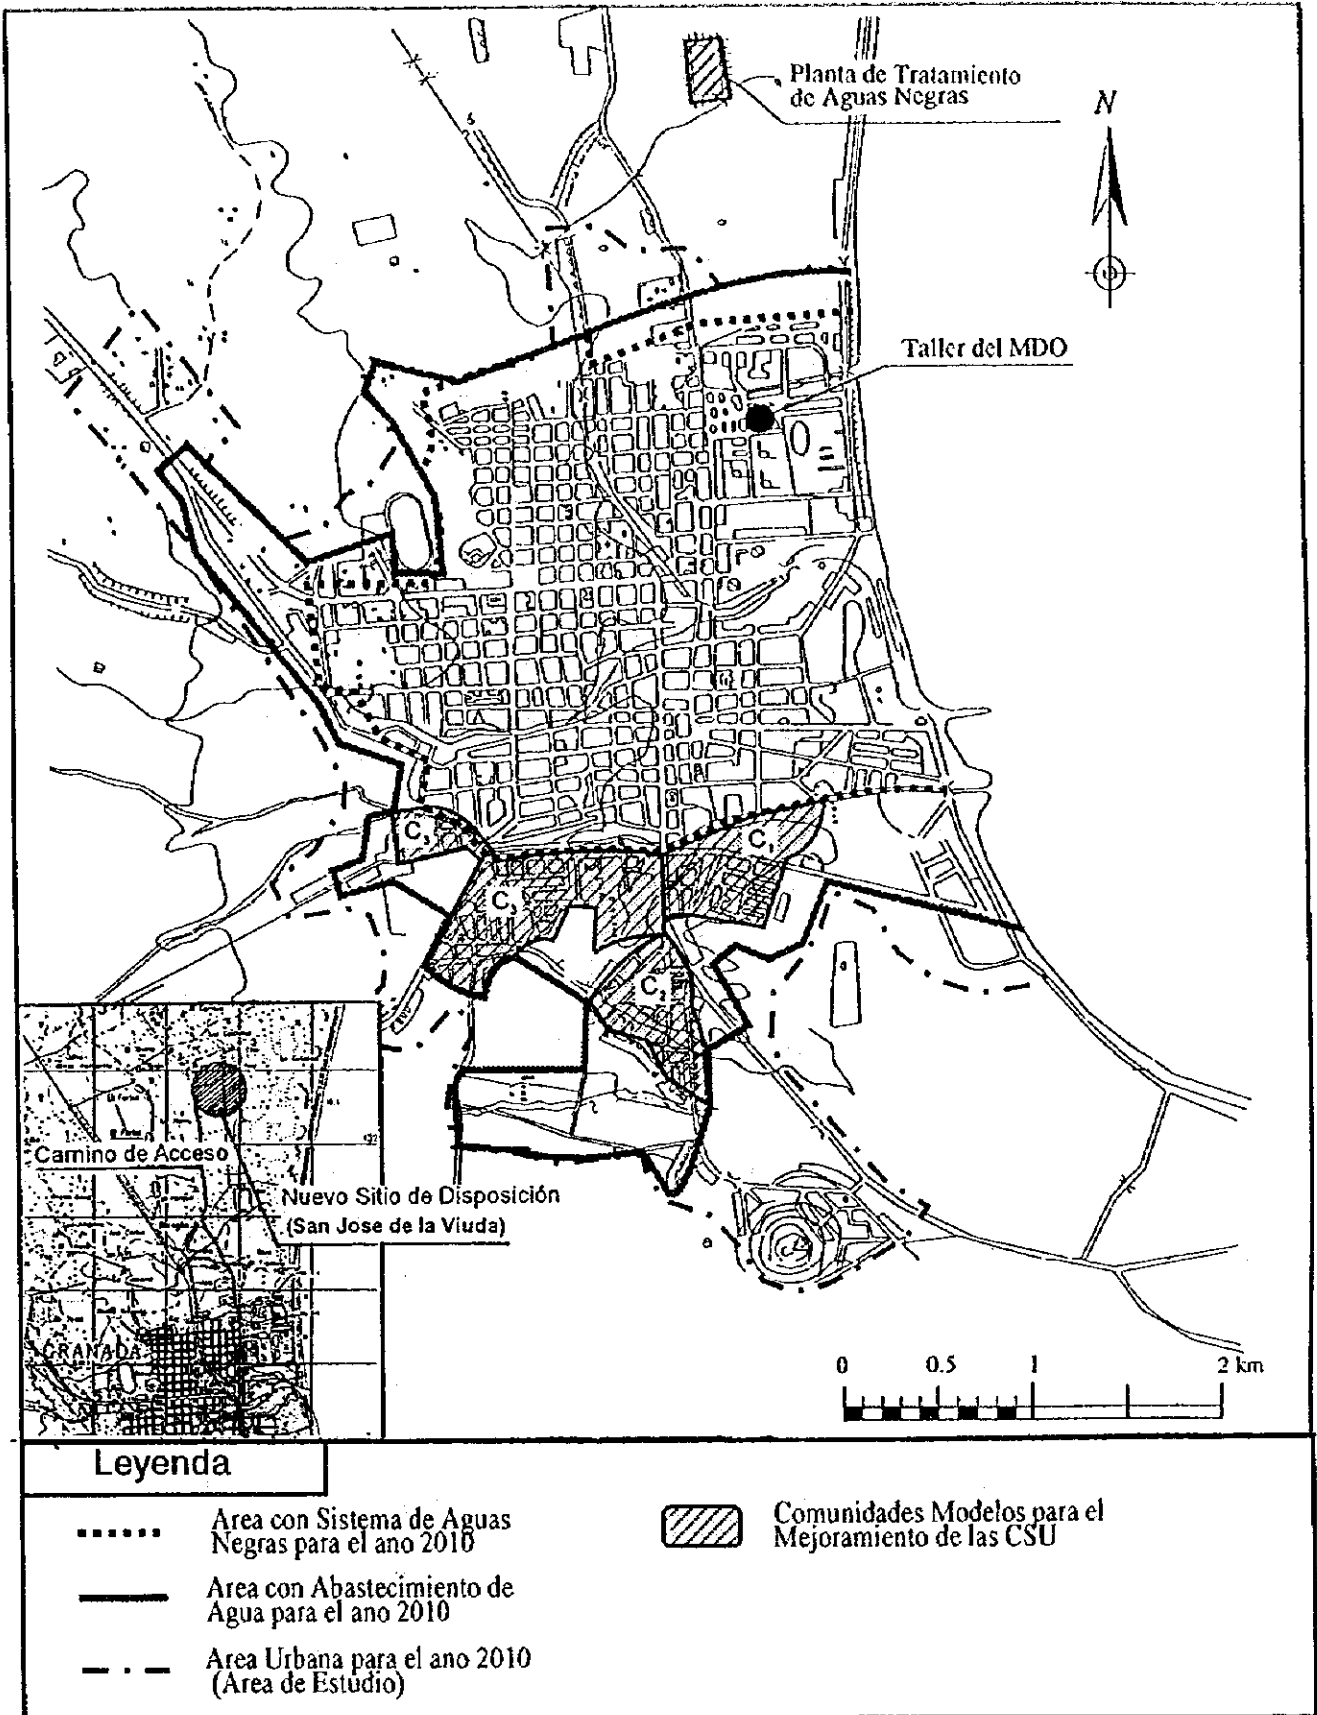 Planta de Tratamiento
de Aguas Negras
N
Taller del MDO
C₁
C₃
C₃
C₂
Camino de Acceso
Nuevo Sitio de Disposición
(San Jose de la Viuda)
GRANADA
0 0.5 1 2 km
Leyenda
Area con Sistema de Aguas
Negras para el ano 2010
Area con Abastecimiento de
Agua para el ano 2010
Area Urbana para el ano 2010
(Area de Estudio)
Comunidades Modelos para el
Mejoramiento de las CSU